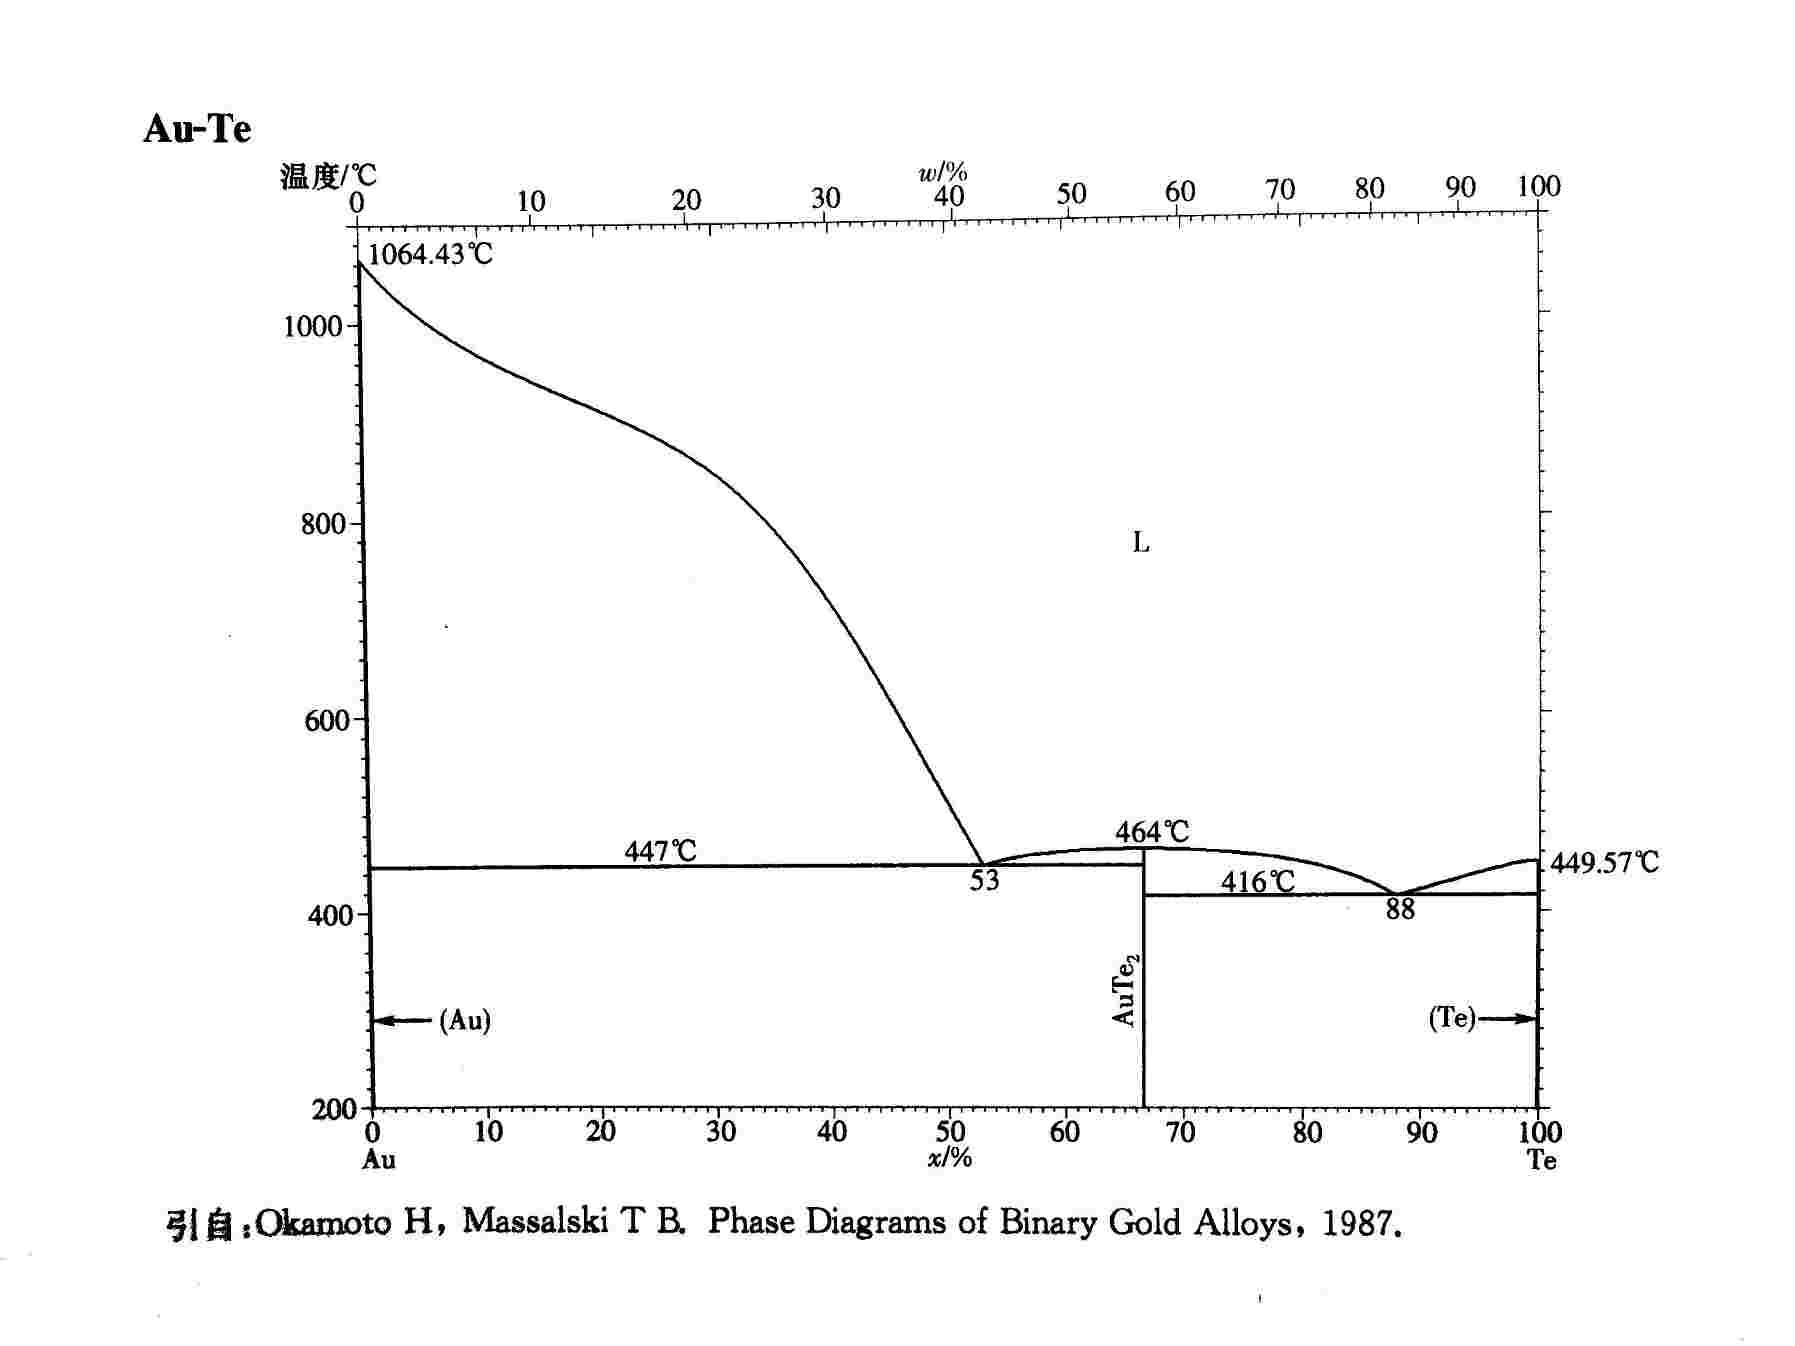 Au-Te
温度/℃
w/%
0 10 20 30 40 50 60 70 80 90 100
1064.43℃
1000
800
L
600
464℃
447℃
449.57℃
53
416℃
88
400
AuTe₂
(Au)
(Te)
200
0 10 20 30 40 50 60 70 80 90 100
Au x/% Te
引自:Okamoto H, Massalski T B. Phase Diagrams of Binary Gold Alloys, 1987.